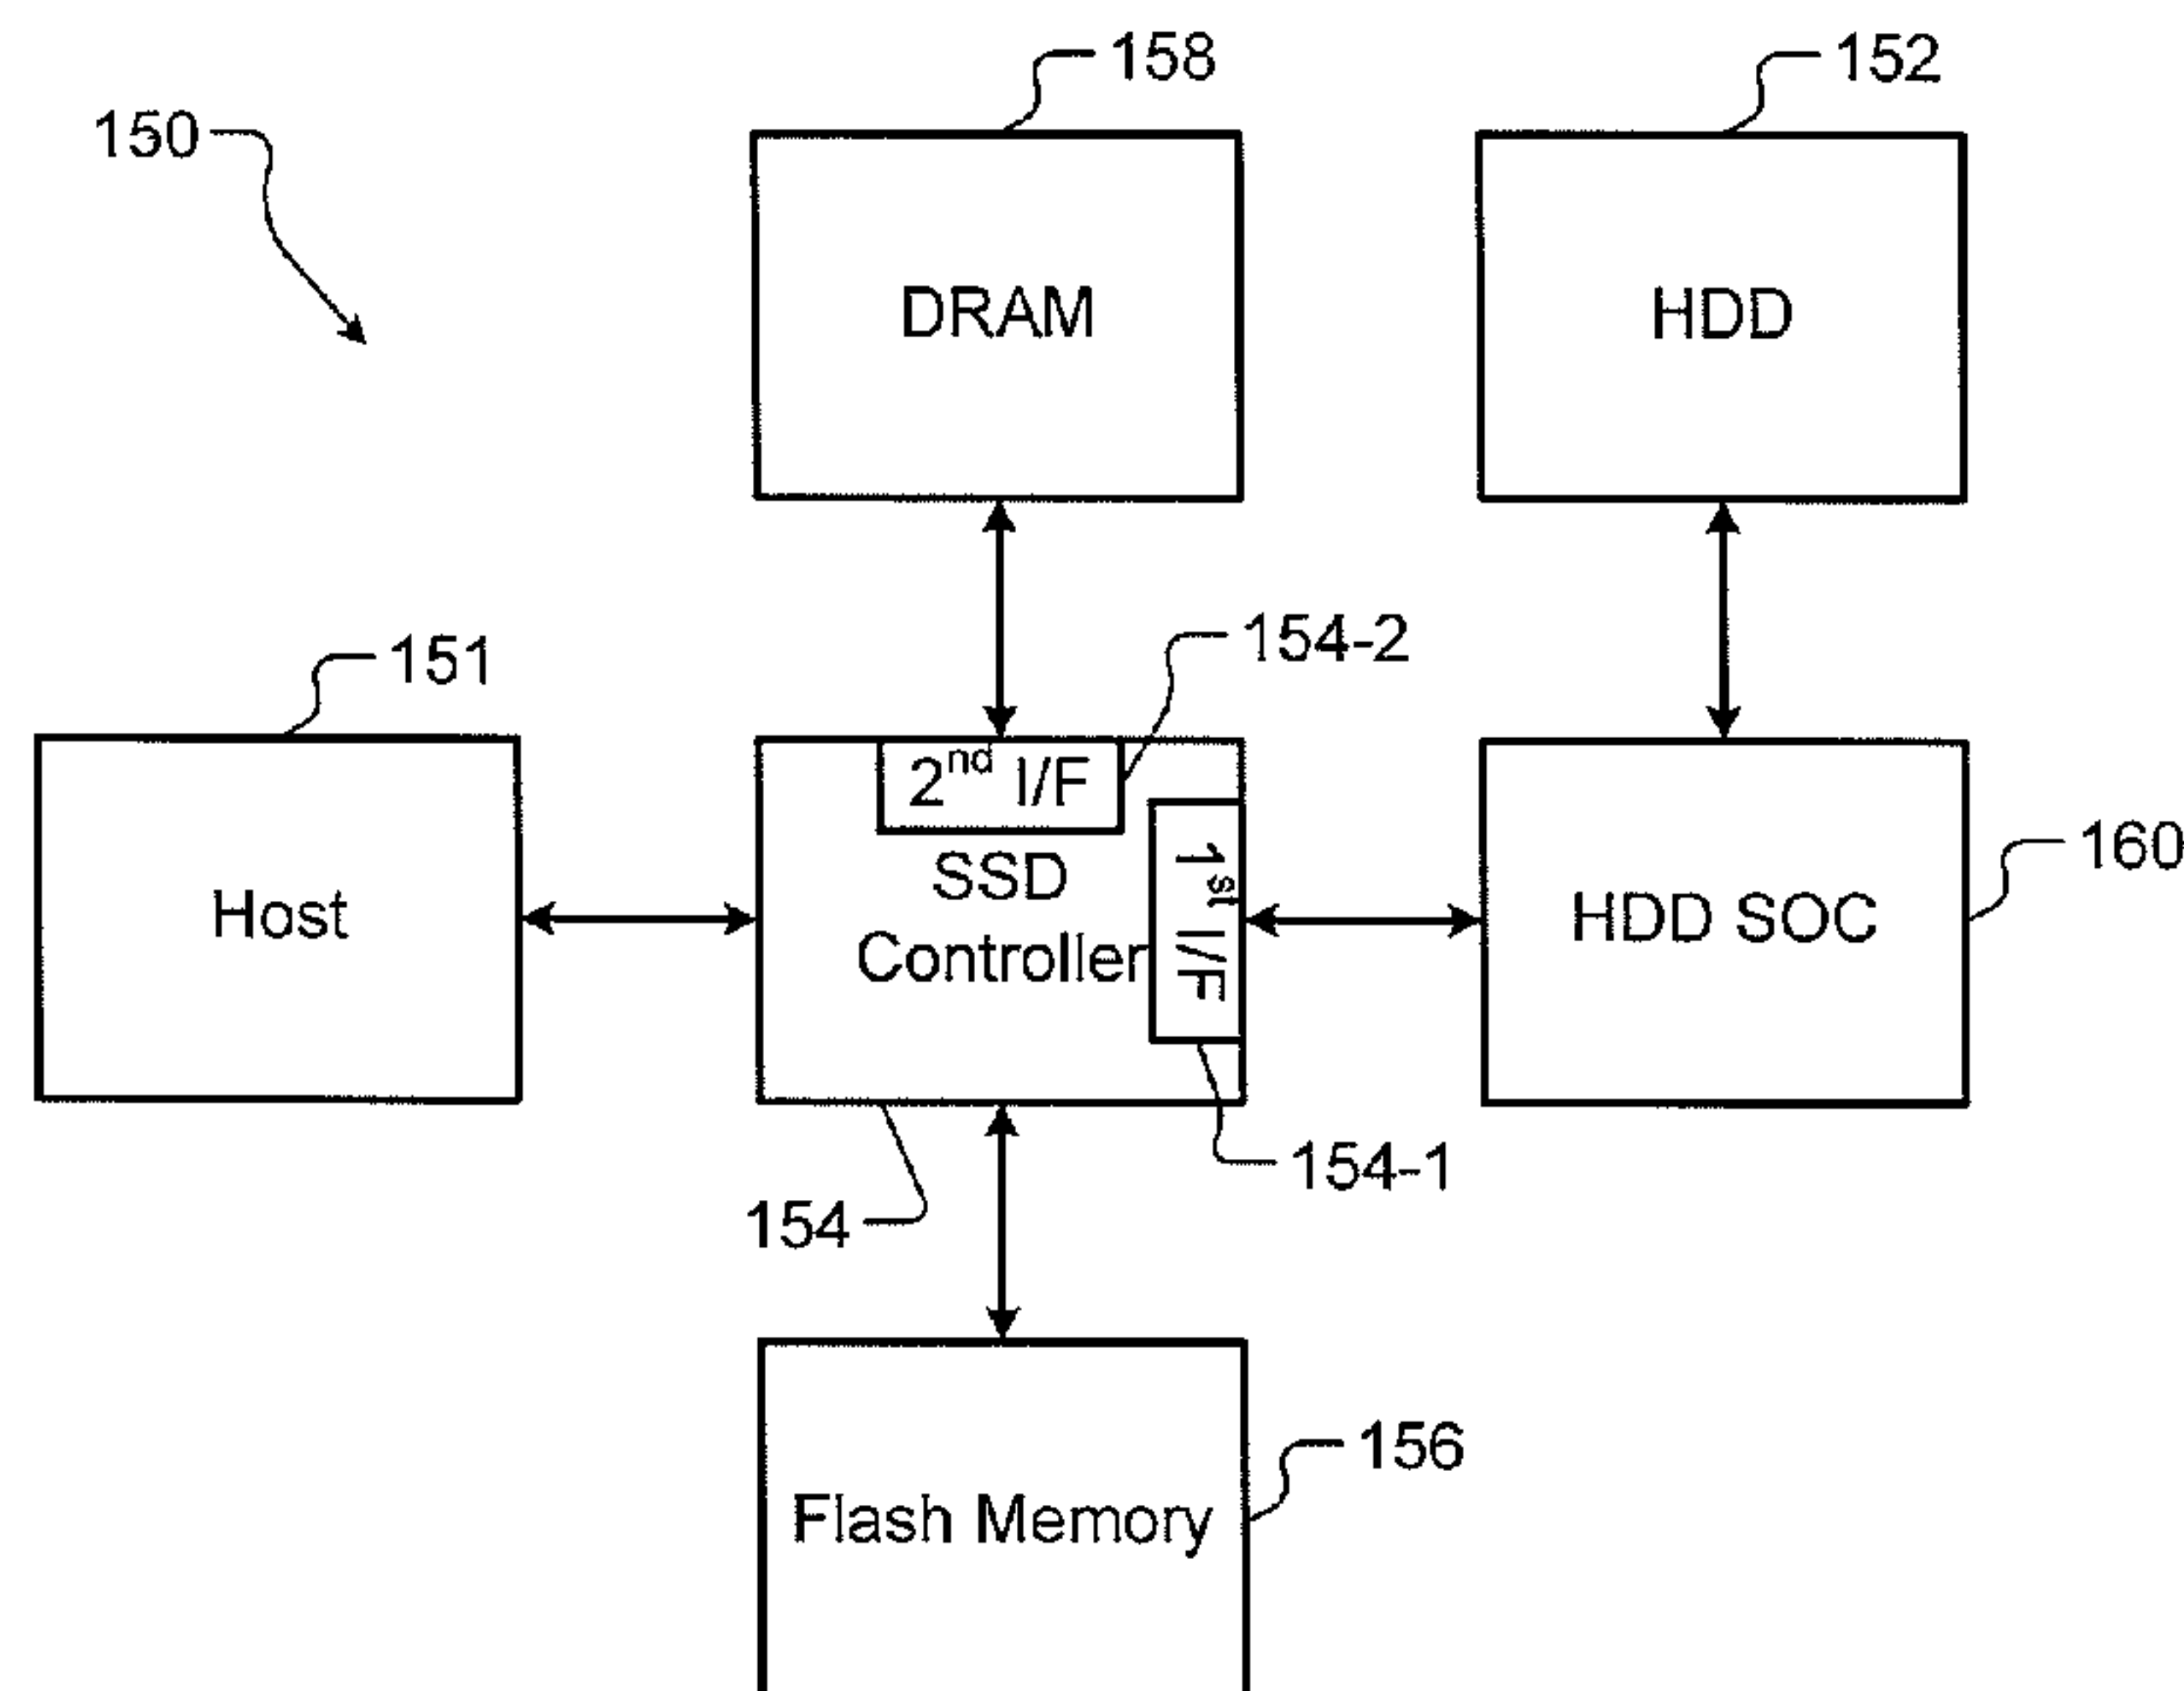 158
152
150
DRAM
HDD
154-2
151
2nd I/F
160
SSD
Controller
1st I/F
Host
HDD SOC
154-1
154
156
Flash Memory